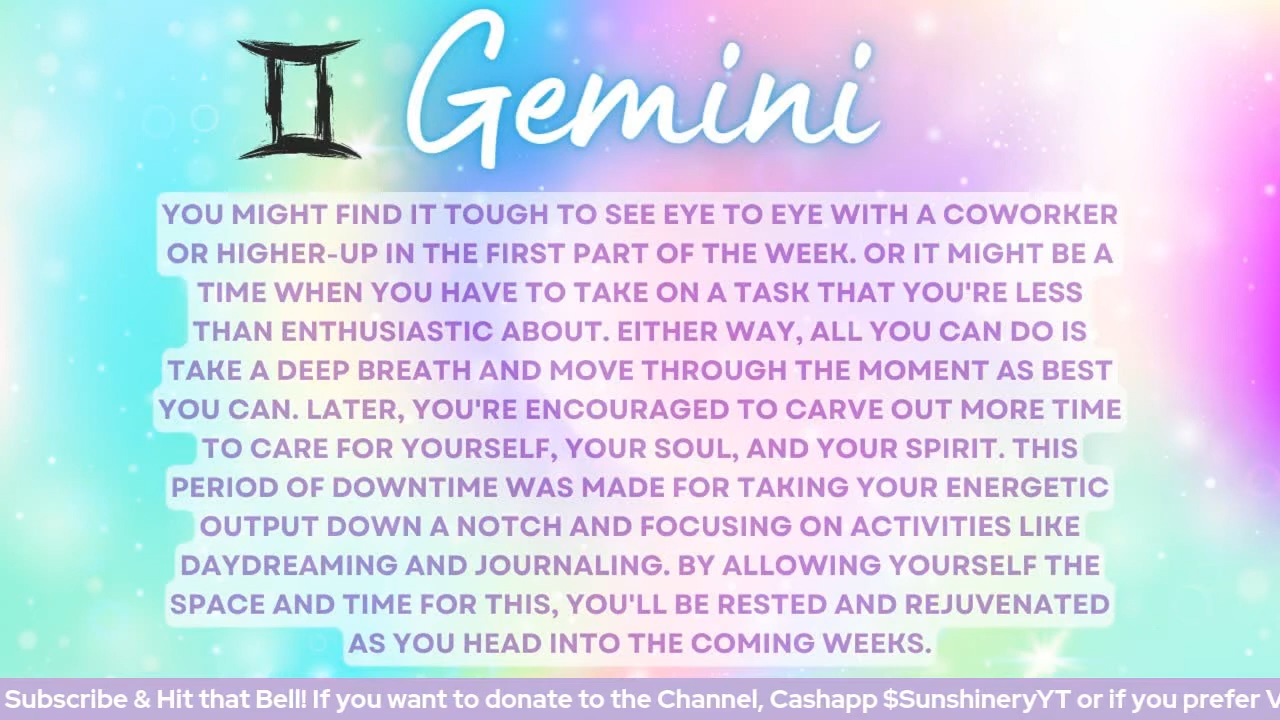 Gemini
YOU MIGHT FIND IT TOUGH TO SEE EYE TO EYE WITH A COWORKER
OR HIGHER-UP IN THE FIRST PART OF THE WEEK. OR IT MIGHT BE A
TIME WHEN YOU HAVE TO TAKE ON A TASK THAT YOU'RE LESS
THAN ENTHUSIASTIC ABOUT. EITHER WAY, ALL YOU CAN DO IS
TAKE A DEEP BREATH AND MOVE THROUGH THE MOMENT AS BEST
YOU CAN. LATER, YOU'RE ENCOURAGED TO CARVE OUT MORE TIME
TO CARE FOR YOURSELF, YOUR SOUL, AND YOUR SPIRIT. THIS
PERIOD OF DOWNTIME WAS MADE FOR TAKING YOUR ENERGETIC
OUTPUT DOWN A NOTCH AND FOCUSING ON ACTIVITIES LIKE
DAYDREAMING AND JOURNALING. BY ALLOWING YOURSELF THE
SPACE AND TIME FOR THIS, YOU'LL BE RESTED AND REJUVENATED
AS YOU HEAD INTO THE COMING WEEKS.
Subscribe & Hit that Bell! If you want to donate to the Channel, Cashapp $SunshineryYT or if you prefer